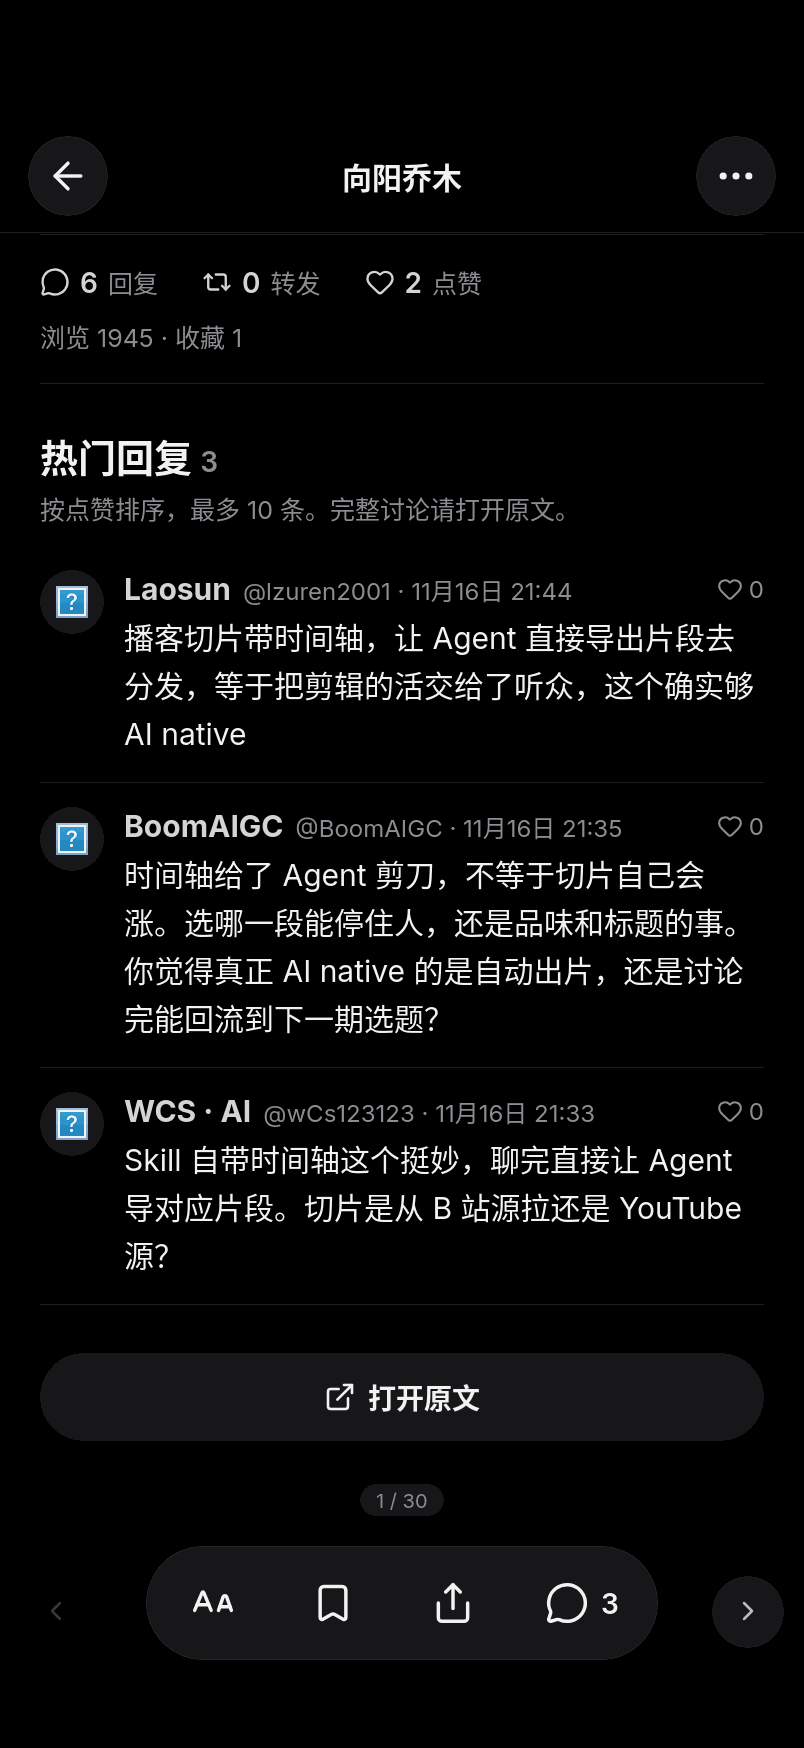 向阳乔木
6 回复 0 转发 2 点赞
浏览 1945 · 收藏 1
热门回复 3
按点赞排序，最多 10 条。完整讨论请打开原文。
Laosun @lzuren2001 · 11月16日 21:44 0
播客切片带时间轴，让 Agent 直接导出片段去
分发，等于把剪辑的活交给了听众，这个确实够
AI native
BoomAIGC @BoomAIGC · 11月16日 21:35 0
时间轴给了 Agent 剪刀，不等于切片自己会
涨。选哪一段能停住人，还是品味和标题的事。
你觉得真正 AI native 的是自动出片，还是讨论
完能回流到下一期选题？
WCS · AI @wCs123123 · 11月16日 21:33 0
Skill 自带时间轴这个挺妙，聊完直接让 Agent
导对应片段。切片是从 B 站源拉还是 YouTube
源？
打开原文
1 / 30
AA 3